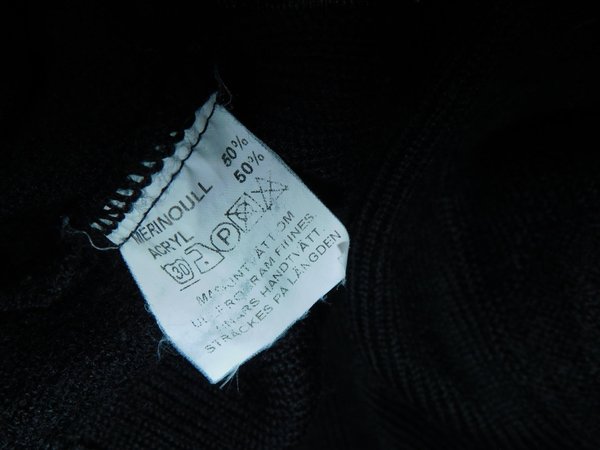 MERINOULL 50%
ACRYL 50%
30 P
MASKINTVÄTT OM
ULLPROGRAM FINNES
ANNARS HANDTVÄTT
STRÄCKES PÅ LÄNGDEN